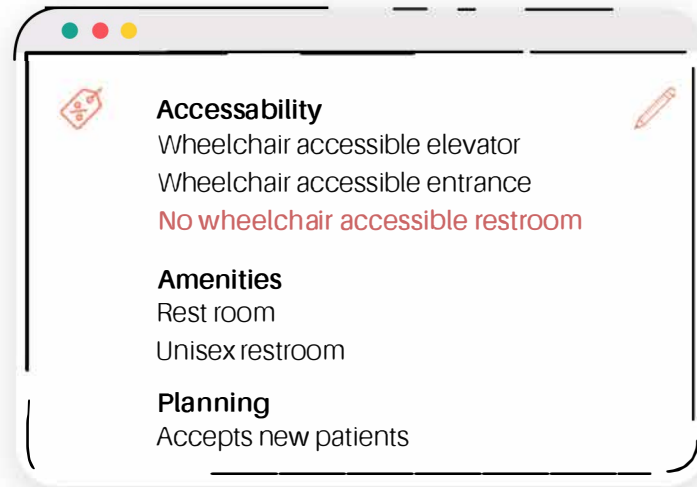 Accessability
Wheelchair accessible elevator
Wheelchair accessible entrance
No wheelchair accessible restroom
Amenities
Rest room
Unisex restroom
Planning
Accepts new patients